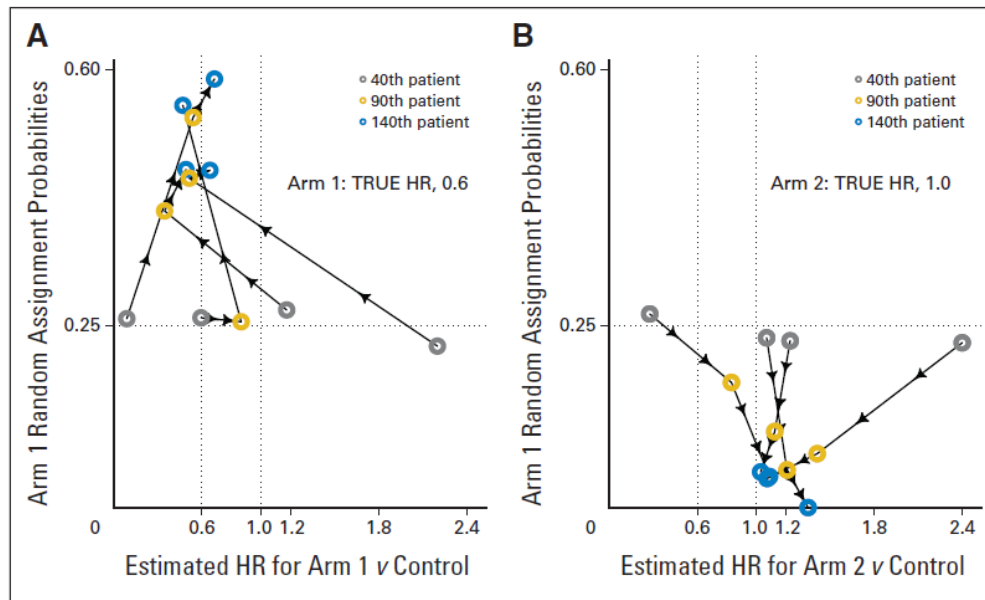 A
Arm 1 Random Assignment Probabilities
0.60
0.25
40th patient
90th patient
140th patient
Arm 1: TRUE HR, 0.6
0 0.6 1.0 1.2 1.8 2.4
Estimated HR for Arm 1 v Control
B
Arm 1 Random Assignment Probabilities
0.60
0.25
40th patient
90th patient
140th patient
Arm 2: TRUE HR, 1.0
0 0.6 1.0 1.2 1.8 2.4
Estimated HR for Arm 2 v Control